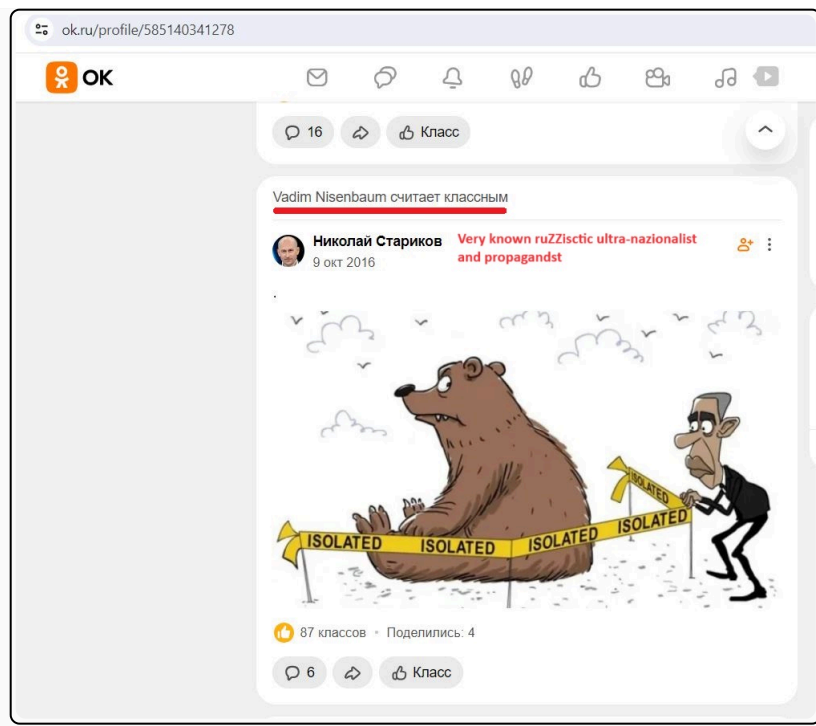 ok.ru/profile/585140341278
OK
16
Класс
Vadim Nisenbaum считает классным
Николай Стариков
9 окт 2016
Very known ruZZisctic ultra-nazionalist
and propagandst
.
ISOLATED
ISOLATED ISOLATED ISOLATED ISOLATED
87 классов • Поделились: 4
6
Класс